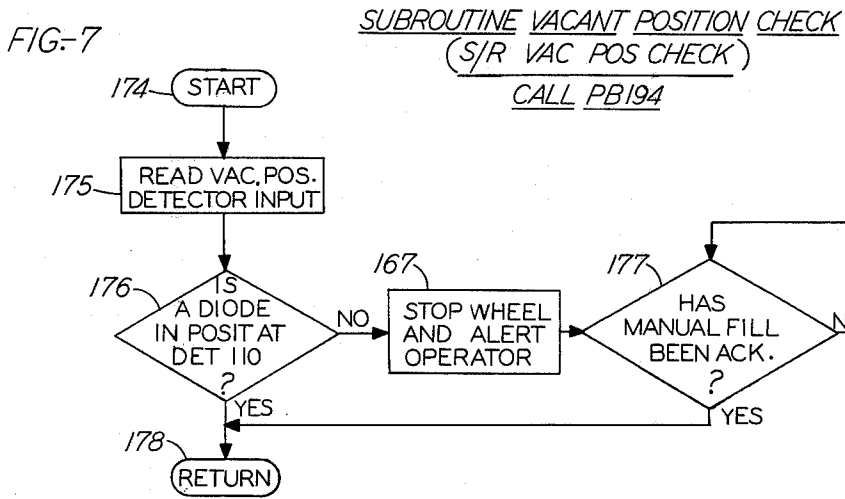 FIG.-7
SUBROUTINE VACANT POSITION CHECK
(S/R VAC POS CHECK)
CALL PB194
174
START
175
READ VAC. POS.
DETECTOR INPUT
176
IS
A DIODE
IN POSIT AT
DET 110
?
NO
YES
167
STOP WHEEL
AND ALERT
OPERATOR
177
HAS
MANUAL FILL
BEEN ACK.
?
N
YES
178
RETURN